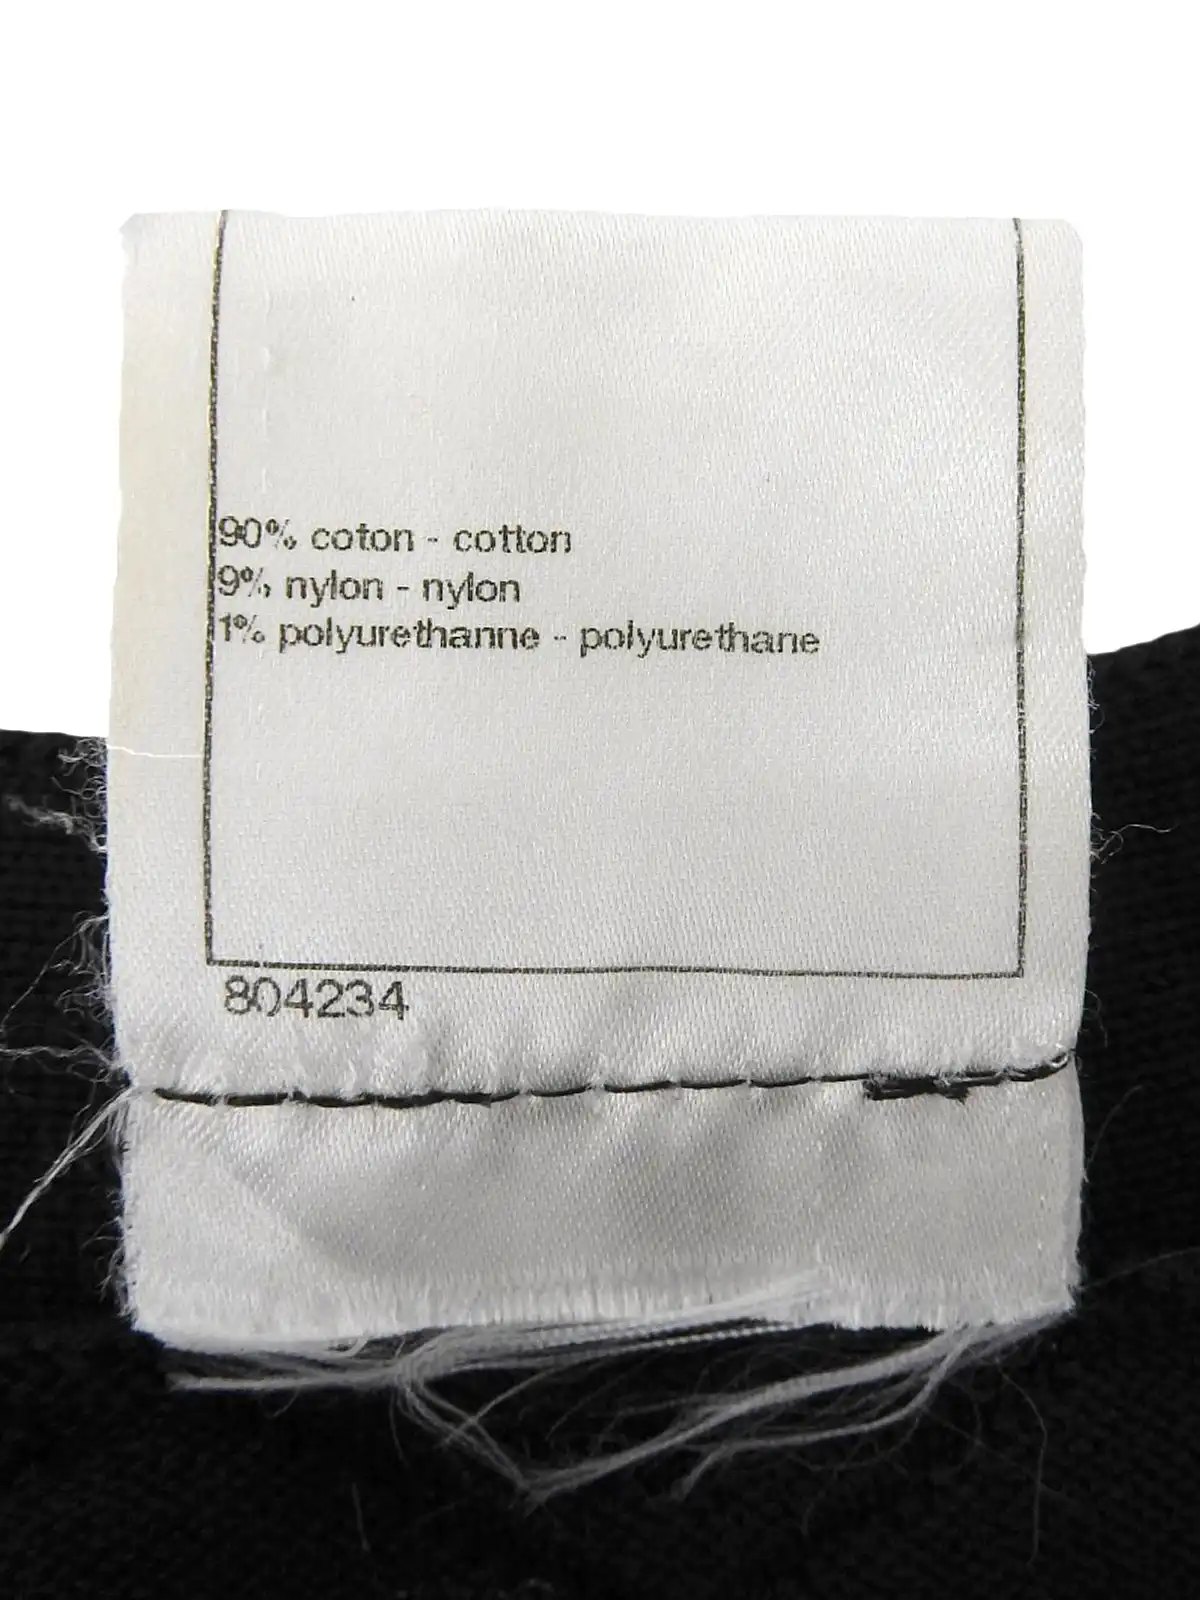 90% coton - cotton
9% nylon - nylon
1% polyurethanne - polyurethane
804234